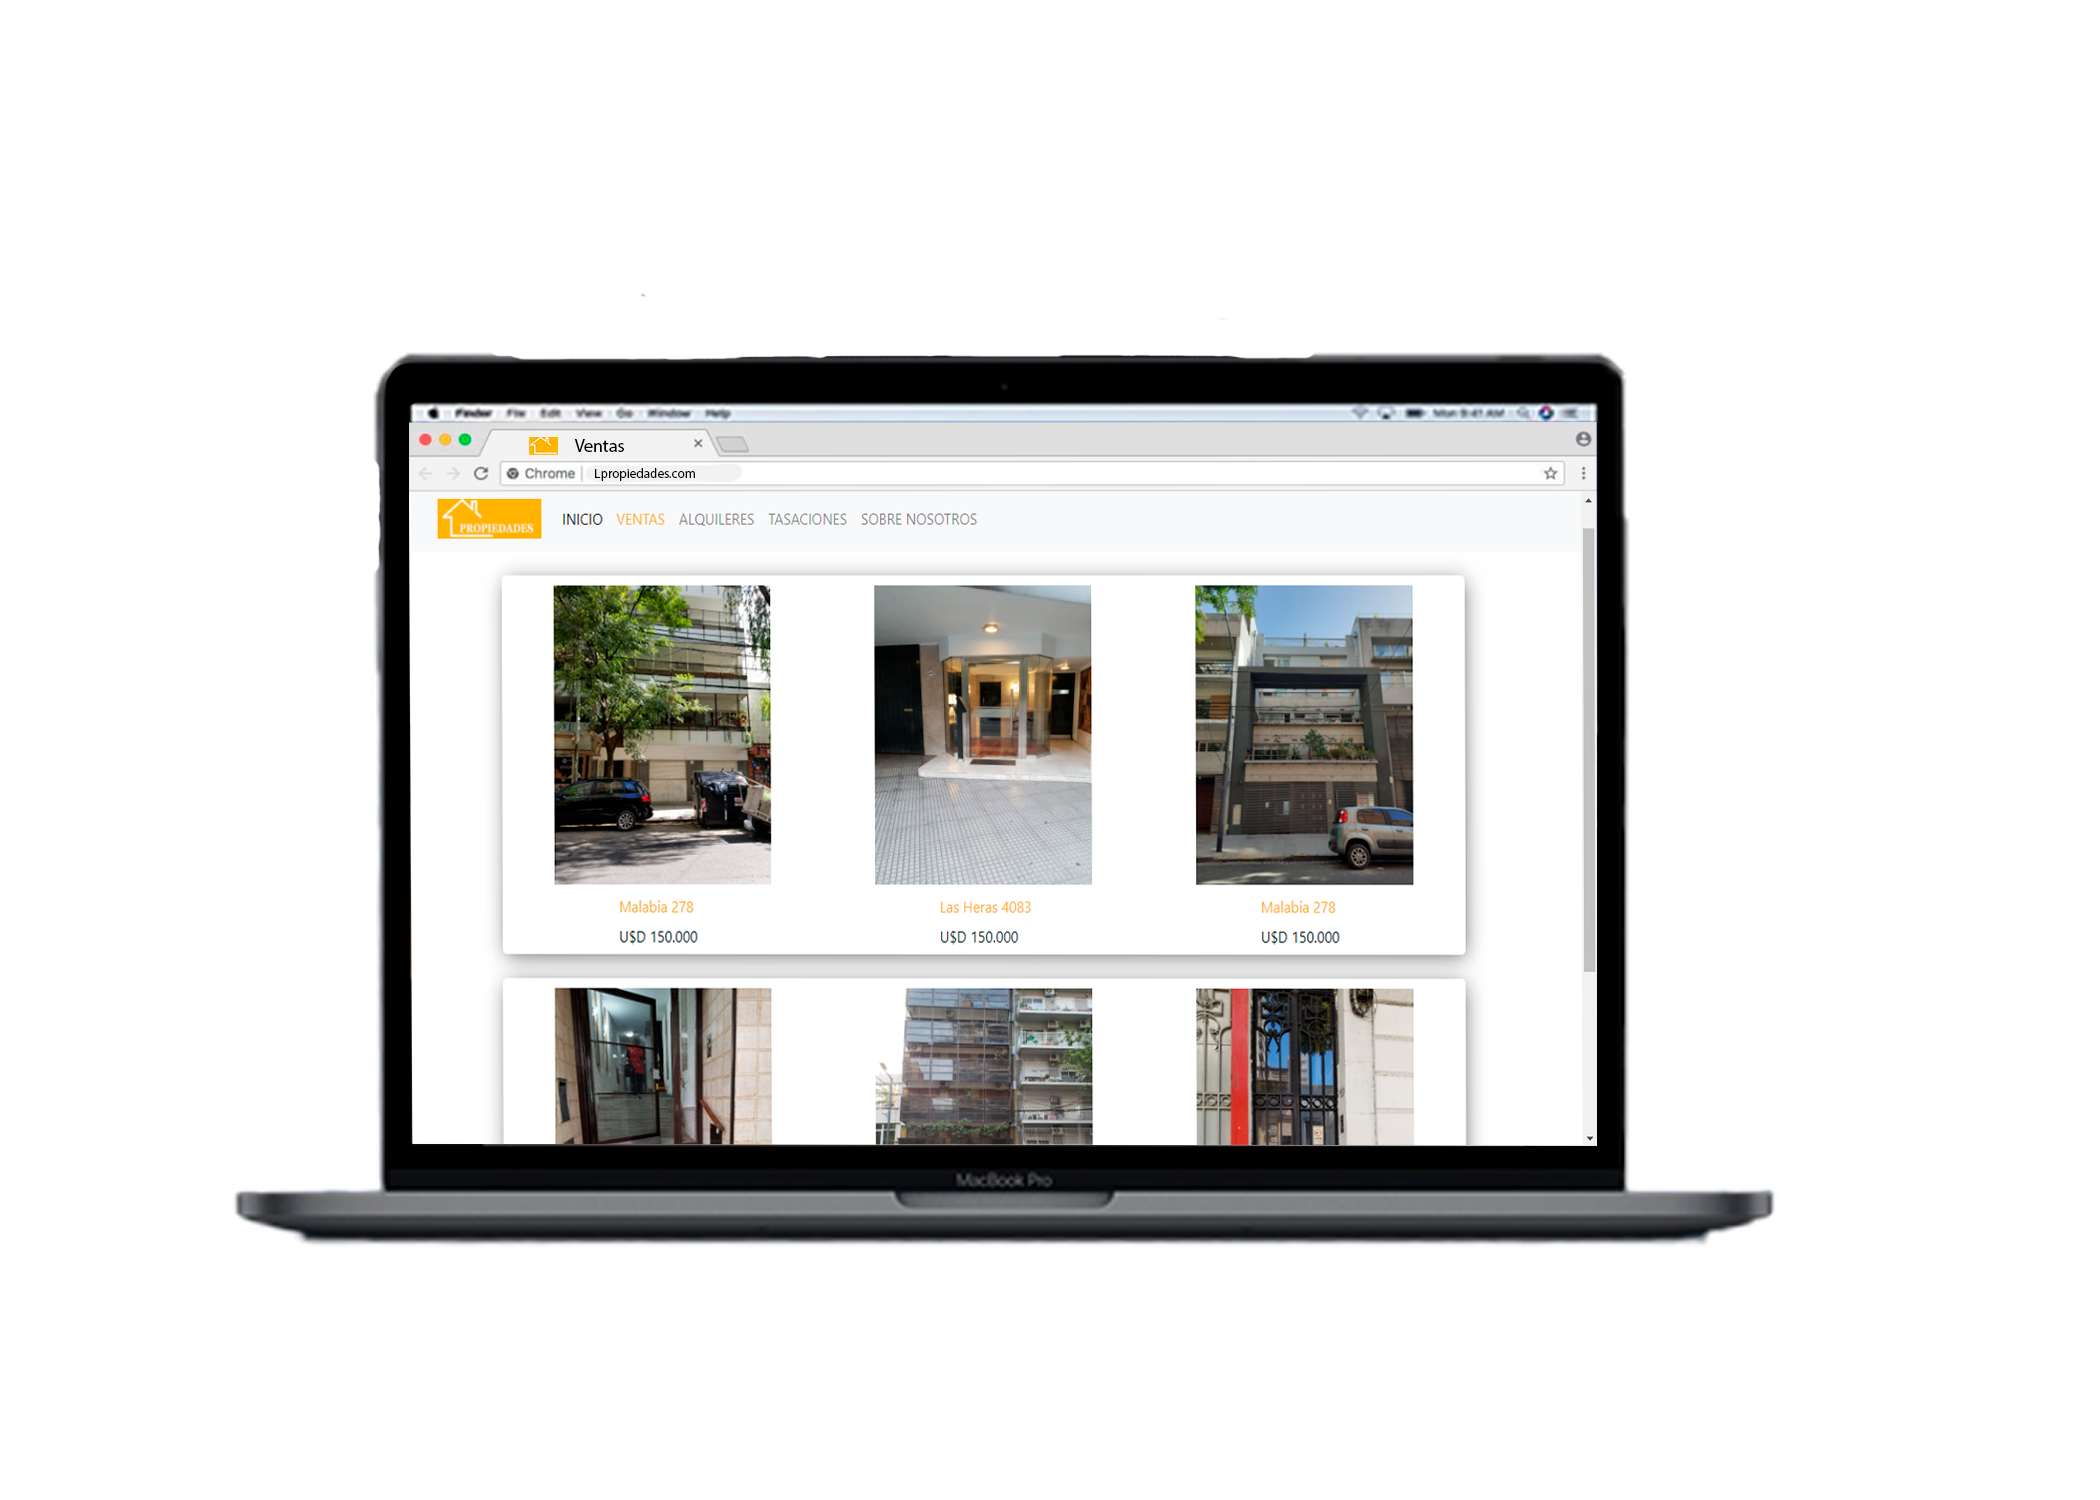 Finder File Edit View Go Window Help Mon 9:41 AM
Ventas
Chrome | Lpropiedades.com
PROPIEDADES INICIO VENTAS ALQUILERES TASACIONES SOBRE NOSOTROS
Malabia 278 Las Heras 4083 Malabia 278
U$D 150.000 U$D 150.000 U$D 150.000
MacBook Pro